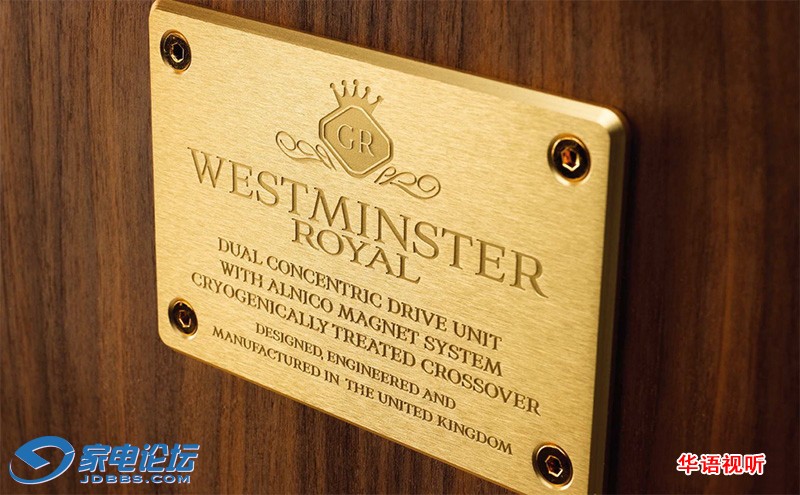 GR
WESTMINSTER
ROYAL
DUAL CONCENTRIC DRIVE UNIT
WITH ALNICO MAGNET SYSTEM
CRYOGENICALLY TREATED CROSSOVER
DESIGNED, ENGINEERED AND
MANUFACTURED IN THE UNITED KINGDOM
家电论坛
JDBBS.COM
华语视听